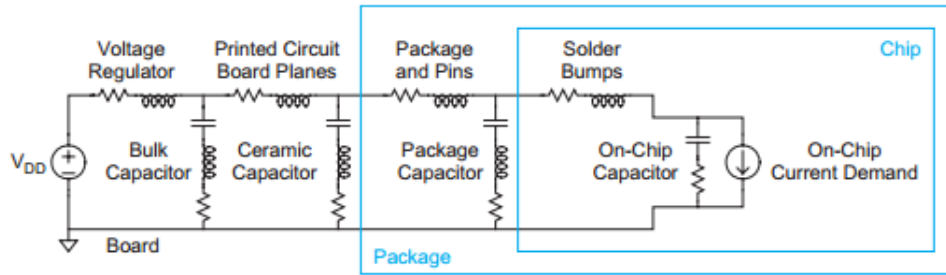 Voltage
Regulator
Printed Circuit
Board Planes
Package
and Pins
Solder
Bumps
Chip
V_DD
Bulk
Capacitor
Ceramic
Capacitor
Package
Capacitor
On-Chip
Capacitor
On-Chip
Current Demand
Board
Package